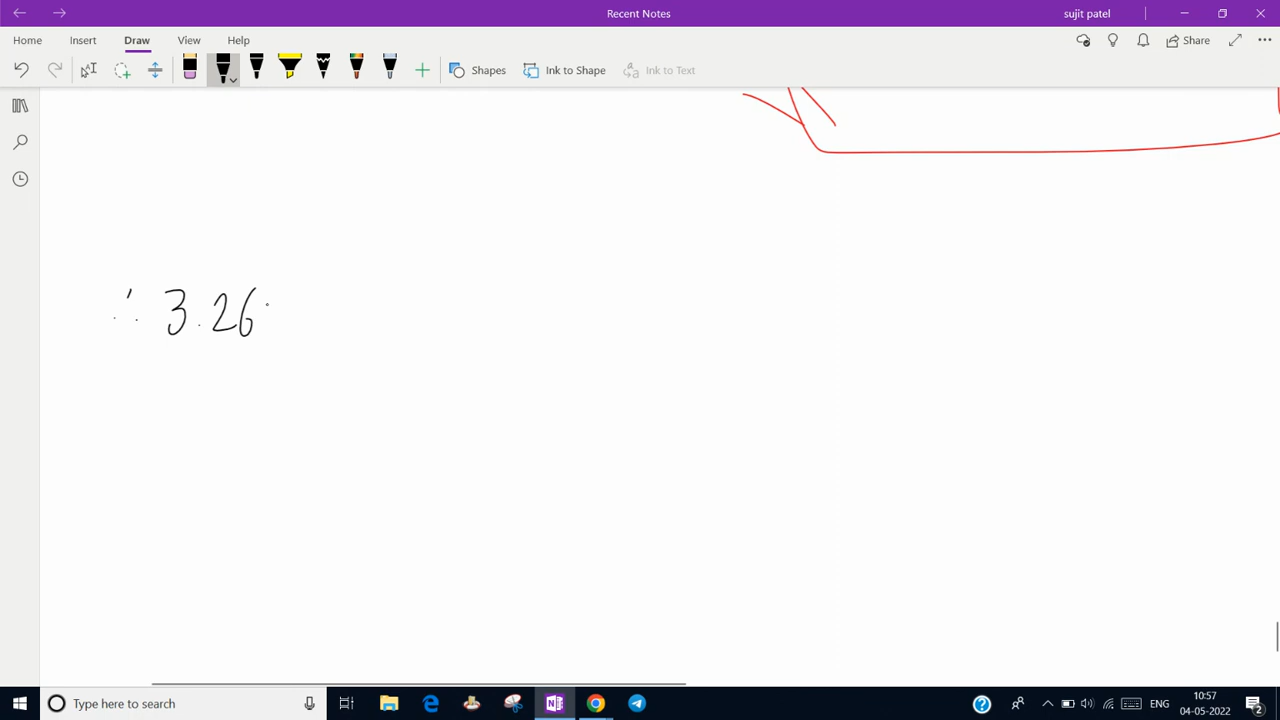 Recent Notes
sujit patel
Home Insert Draw View Help
Share
Shapes
Ink to Shape
Ink to Text
∴ 3.26
Type here to search
ENG
10:57
04-05-2022
2